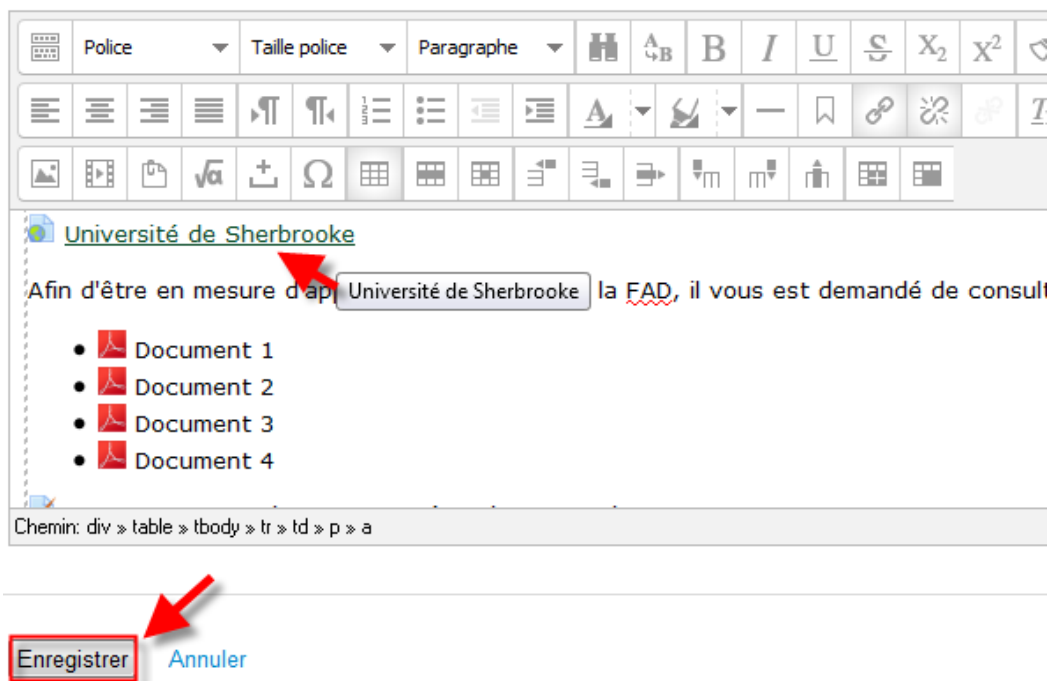 Police Taille police Paragraphe A B B I U S X2 X2
A T
√α Ω
Université de Sherbrooke
Afin d'être en mesure d'ap Université de Sherbrooke la FAD, il vous est demandé de
Document 1
Document 2
Document 3
Document 4
Chemin: div » table » tbody » tr » td » p » a
Enregistrer Annuler